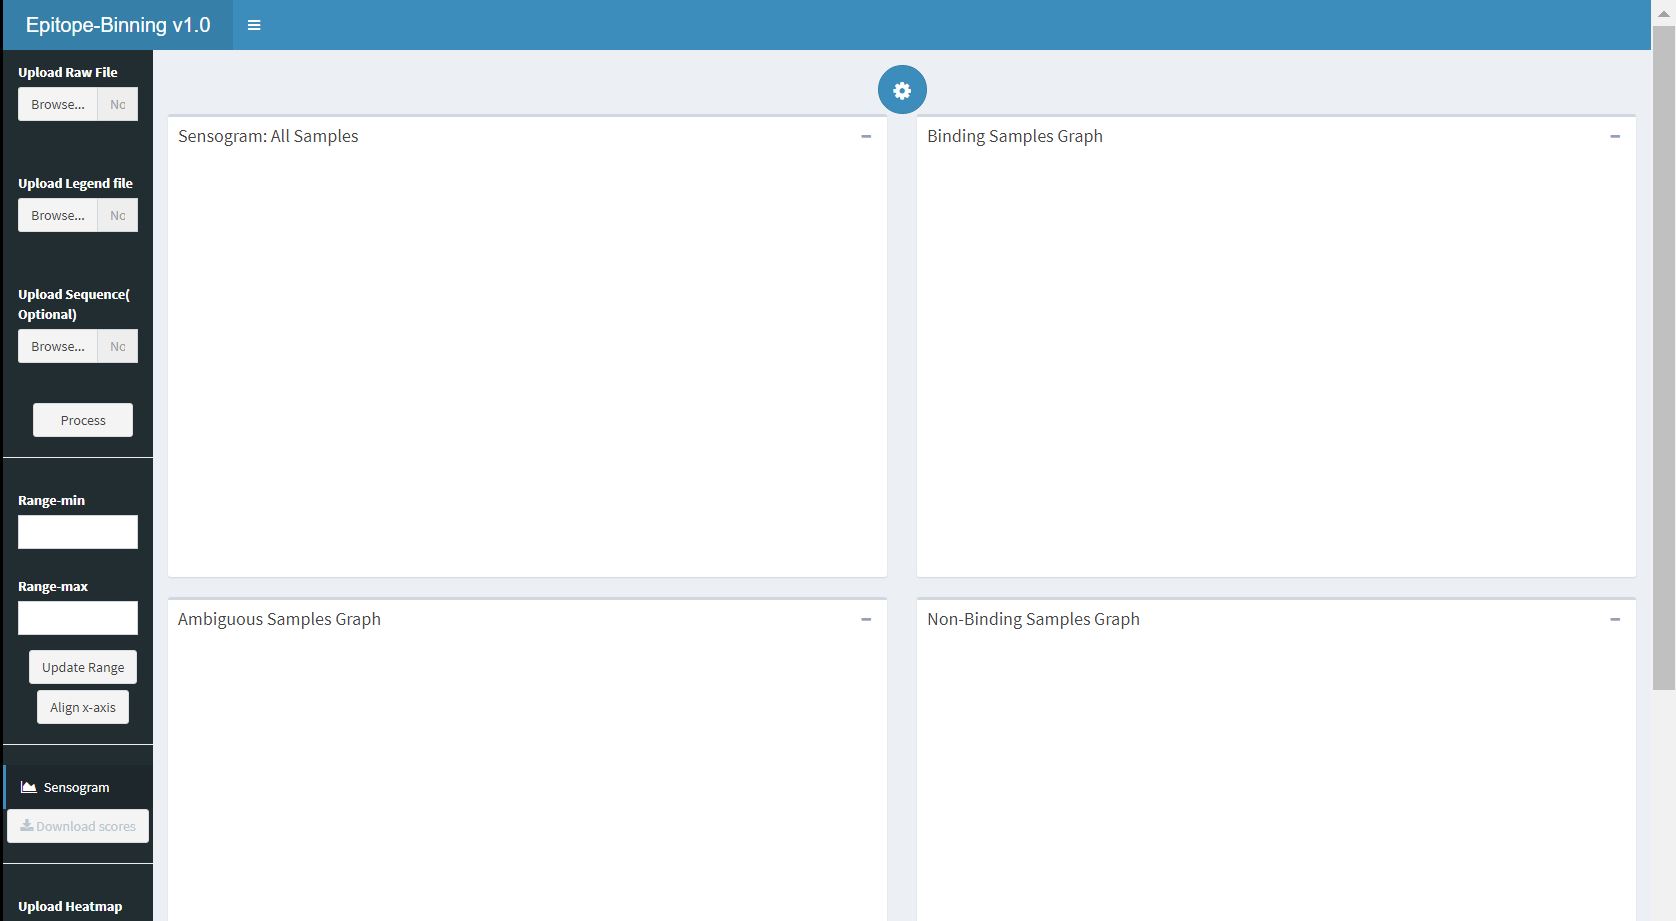 Epitope-Binning v1.0
Upload Raw File
Browse... No
Upload Legend file
Browse... No
Upload Sequence(
Optional)
Browse... No
Process
Range-min
Range-max
Update Range
Align x-axis
Sensogram
Download scores
Upload Heatmap
Sensogram: All Samples
Binding Samples Graph
Ambiguous Samples Graph
Non-Binding Samples Graph